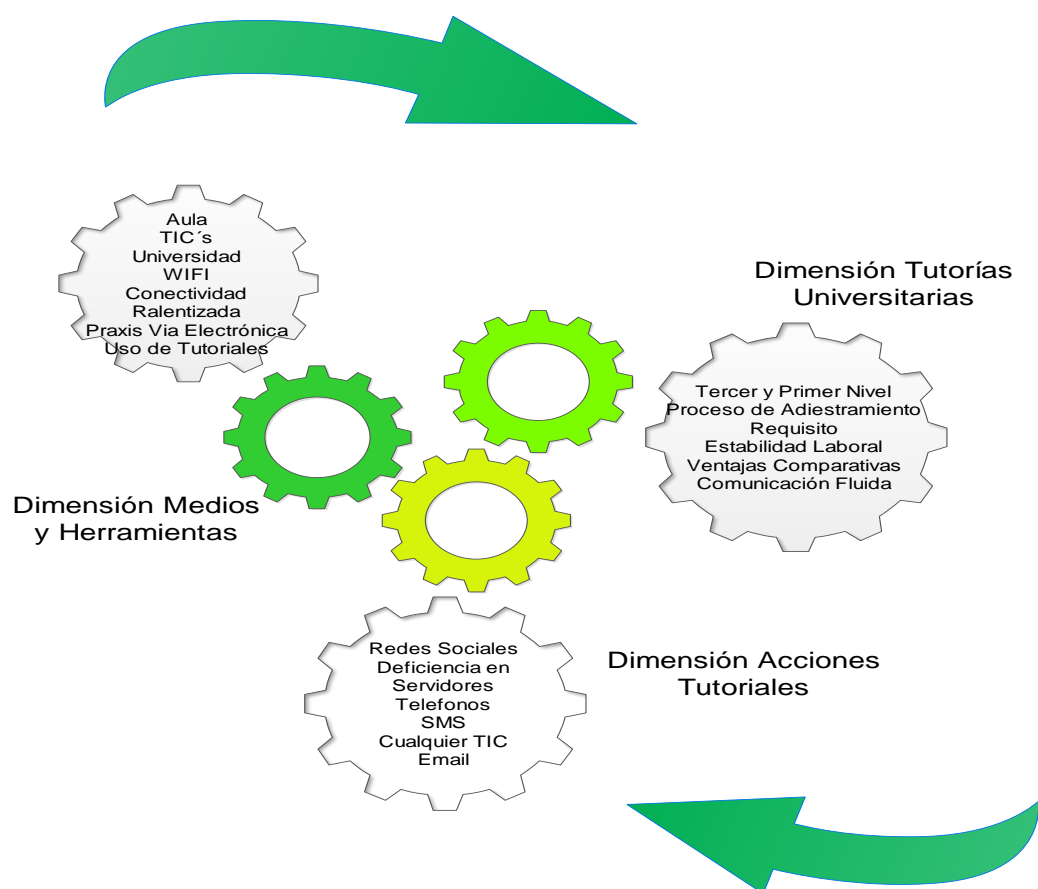 Aula
TIC´s
Universidad
WIFI
Conectividad
Ralentizada
Praxis Via Electrónica
Uso de Tutoriales
Dimensión Medios
y Herramientas
Dimensión Tutorías
Universitarias
Tercer y Primer Nivel
Proceso de Adiestramiento
Requisito
Estabilidad Laboral
Ventajas Comparativas
Comunicación Fluida
Redes Sociales
Deficiencia en
Servidores
Telefonos
SMS
Cualquier TIC
Email
Dimensión Acciones
Tutoriales